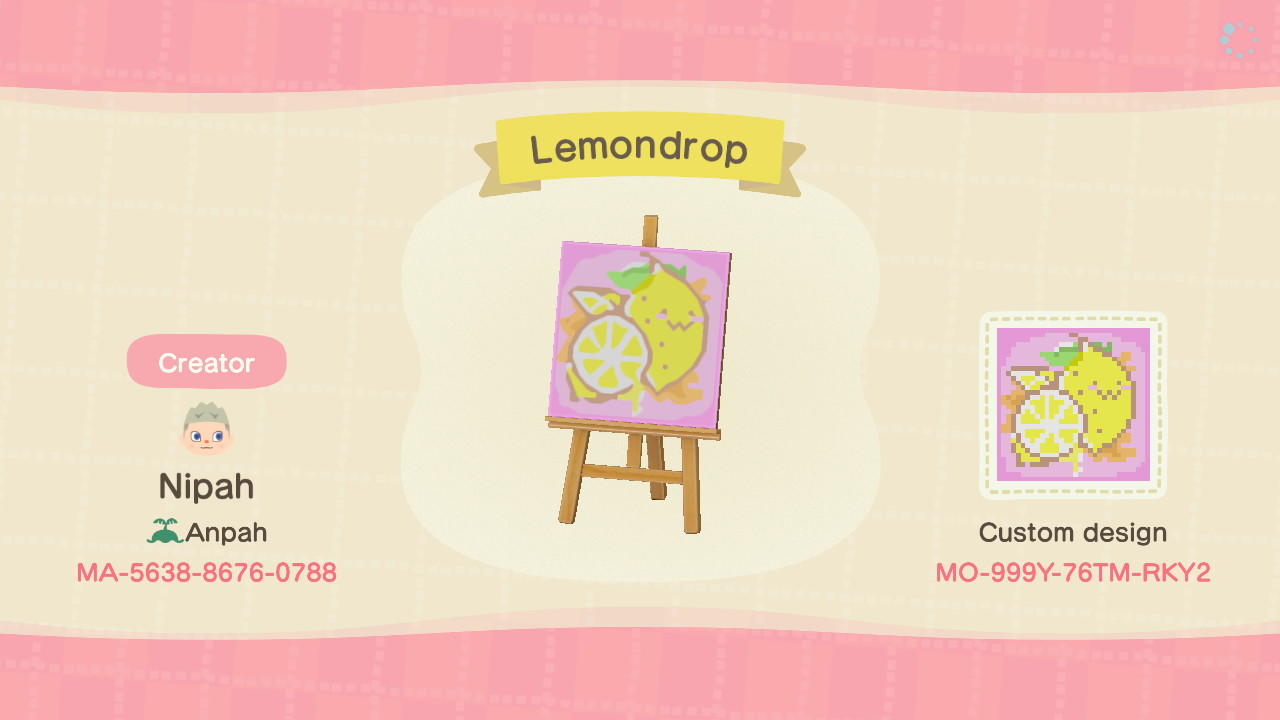 Lemondrop
Creator
Nipah
Anpah
MA-5638-8676-0788
Custom design
MO-999Y-76TM-RKY2